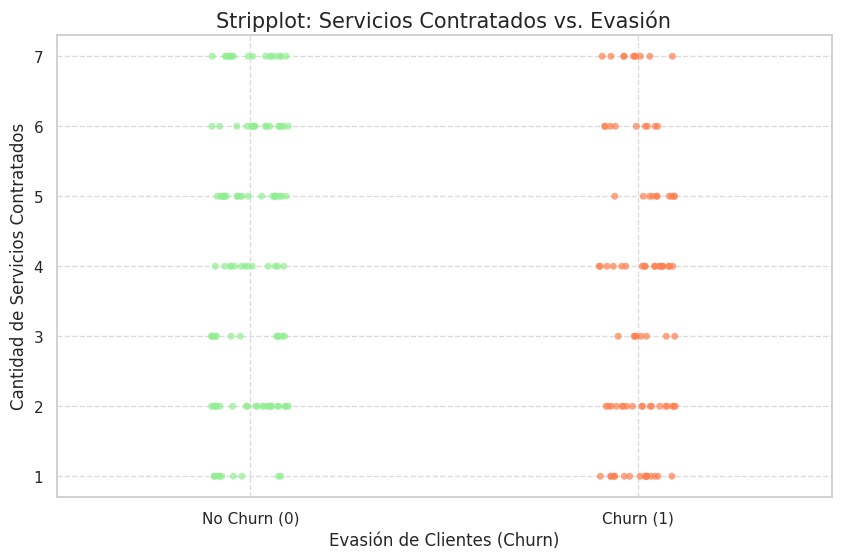 Stripplot: Servicios Contratados vs. Evasión
Cantidad de Servicios Contratados
7
6
5
4
3
2
1
No Churn (0)
Churn (1)
Evasión de Clientes (Churn)